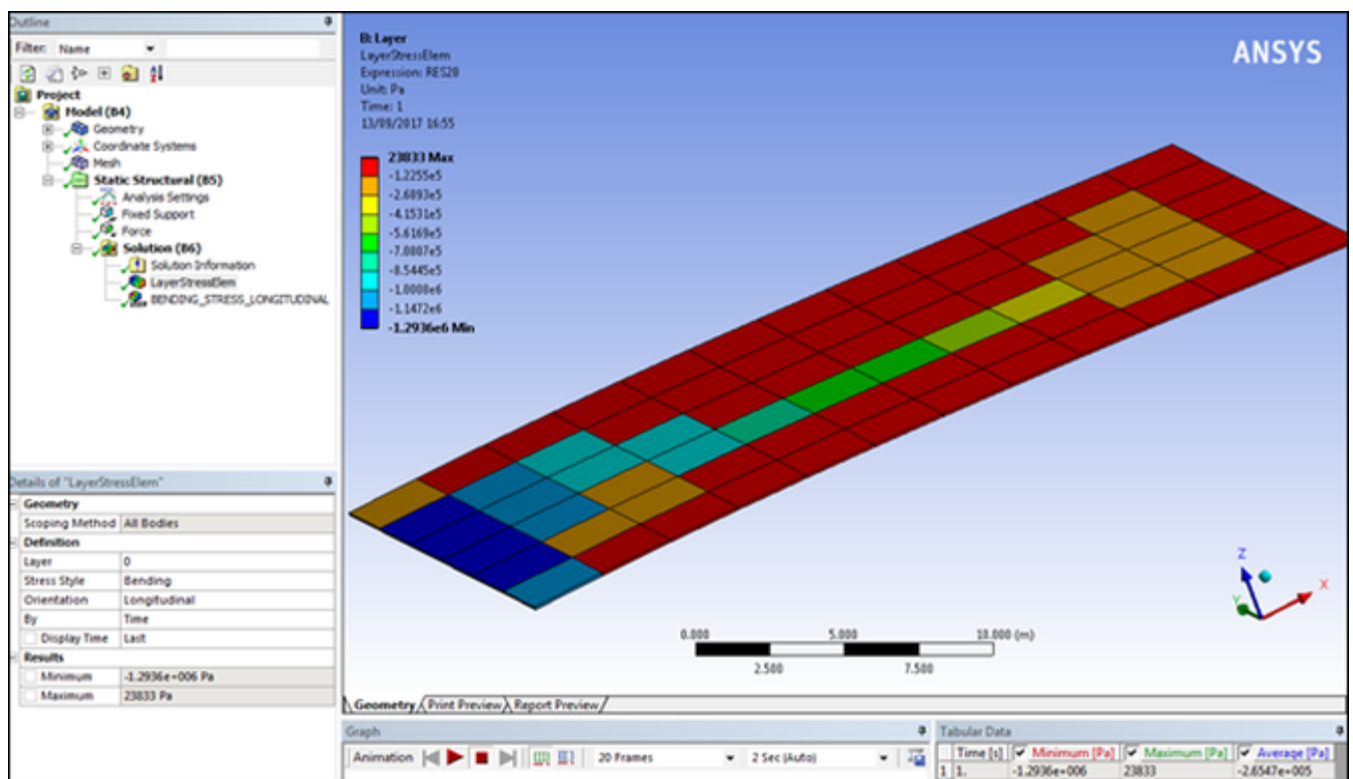 Outline
Filter: Name
Project
Model (B4)
Geometry
Coordinate Systems
Mesh
Static Structural (B5)
Analysis Settings
Fixed Support
Force
Solution (B6)
Solution Information
LayerStressElem
BENDING_STRESS_LONGITUDINAL
Details of "LayerStressElem"
Geometry
Scoping Method All Bodies
Definition
Layer 0
Stress Style Bending
Orientation Longitudinal
By Time
Display Time Last
Results
Minimum -1.2936e+006 Pa
Maximum 23833 Pa
B: Layer
LayerStressElem
Expression: RES20
Unit: Pa
Time: 1
13/09/2017 16:55
23833 Max
-1.2255e5
-2.6893e5
-4.1531e5
-5.6169e5
-7.0807e5
-8.5445e5
-1.0008e6
-1.1472e6
-1.2936e6 Min
ANSYS
Z
X
Y
0.000 5.000 10.000 (m)
2.500 7.500
Geometry Print Preview Report Preview
Graph
Animation 20 Frames 2 Sec (Auto)
Tabular Data
Time [s] Minimum [Pa] Maximum [Pa] Average [Pa]
1 1. -1.2936e+006 23833 -2.6547e+005